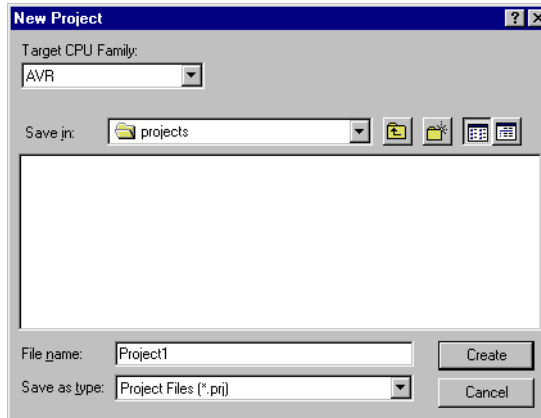 New Project
Target CPU Family:
AVR
Save in: projects
File name: Project1 Create
Save as type: Project Files (*.prj) Cancel